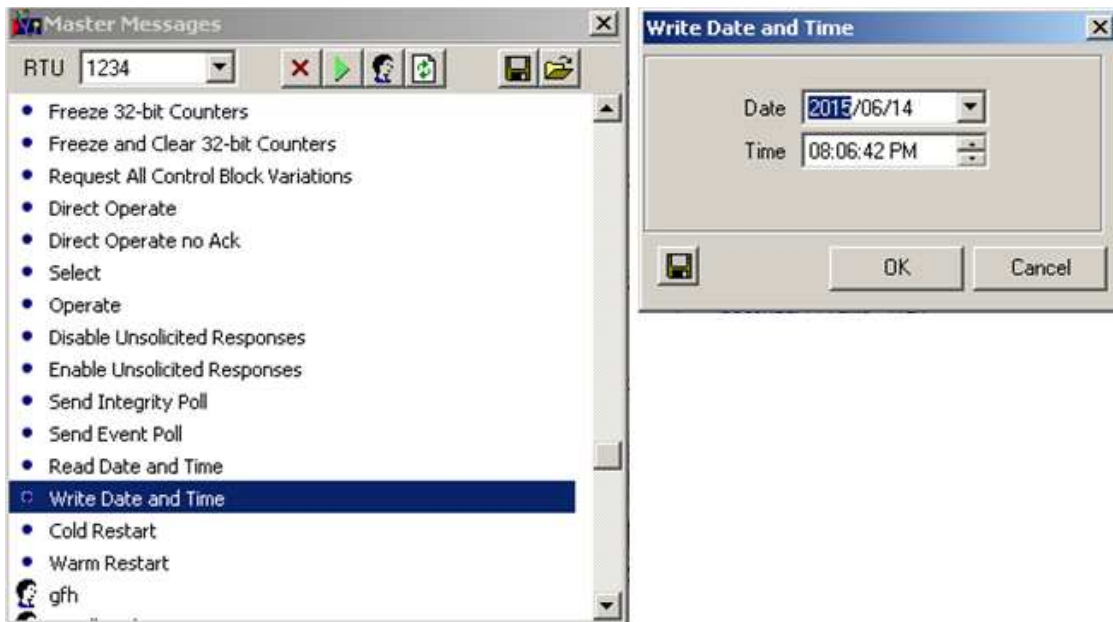 Master Messages
RTU 1234
Freeze 32-bit Counters
Freeze and Clear 32-bit Counters
Request All Control Block Variations
Direct Operate
Direct Operate no Ack
Select
Operate
Disable Unsolicited Responses
Enable Unsolicited Responses
Send Integrity Poll
Send Event Poll
Read Date and Time
Write Date and Time
Cold Restart
Warm Restart
gfh
Write Date and Time
Date 2015/06/14
Time 08:06:42 PM
OK Cancel